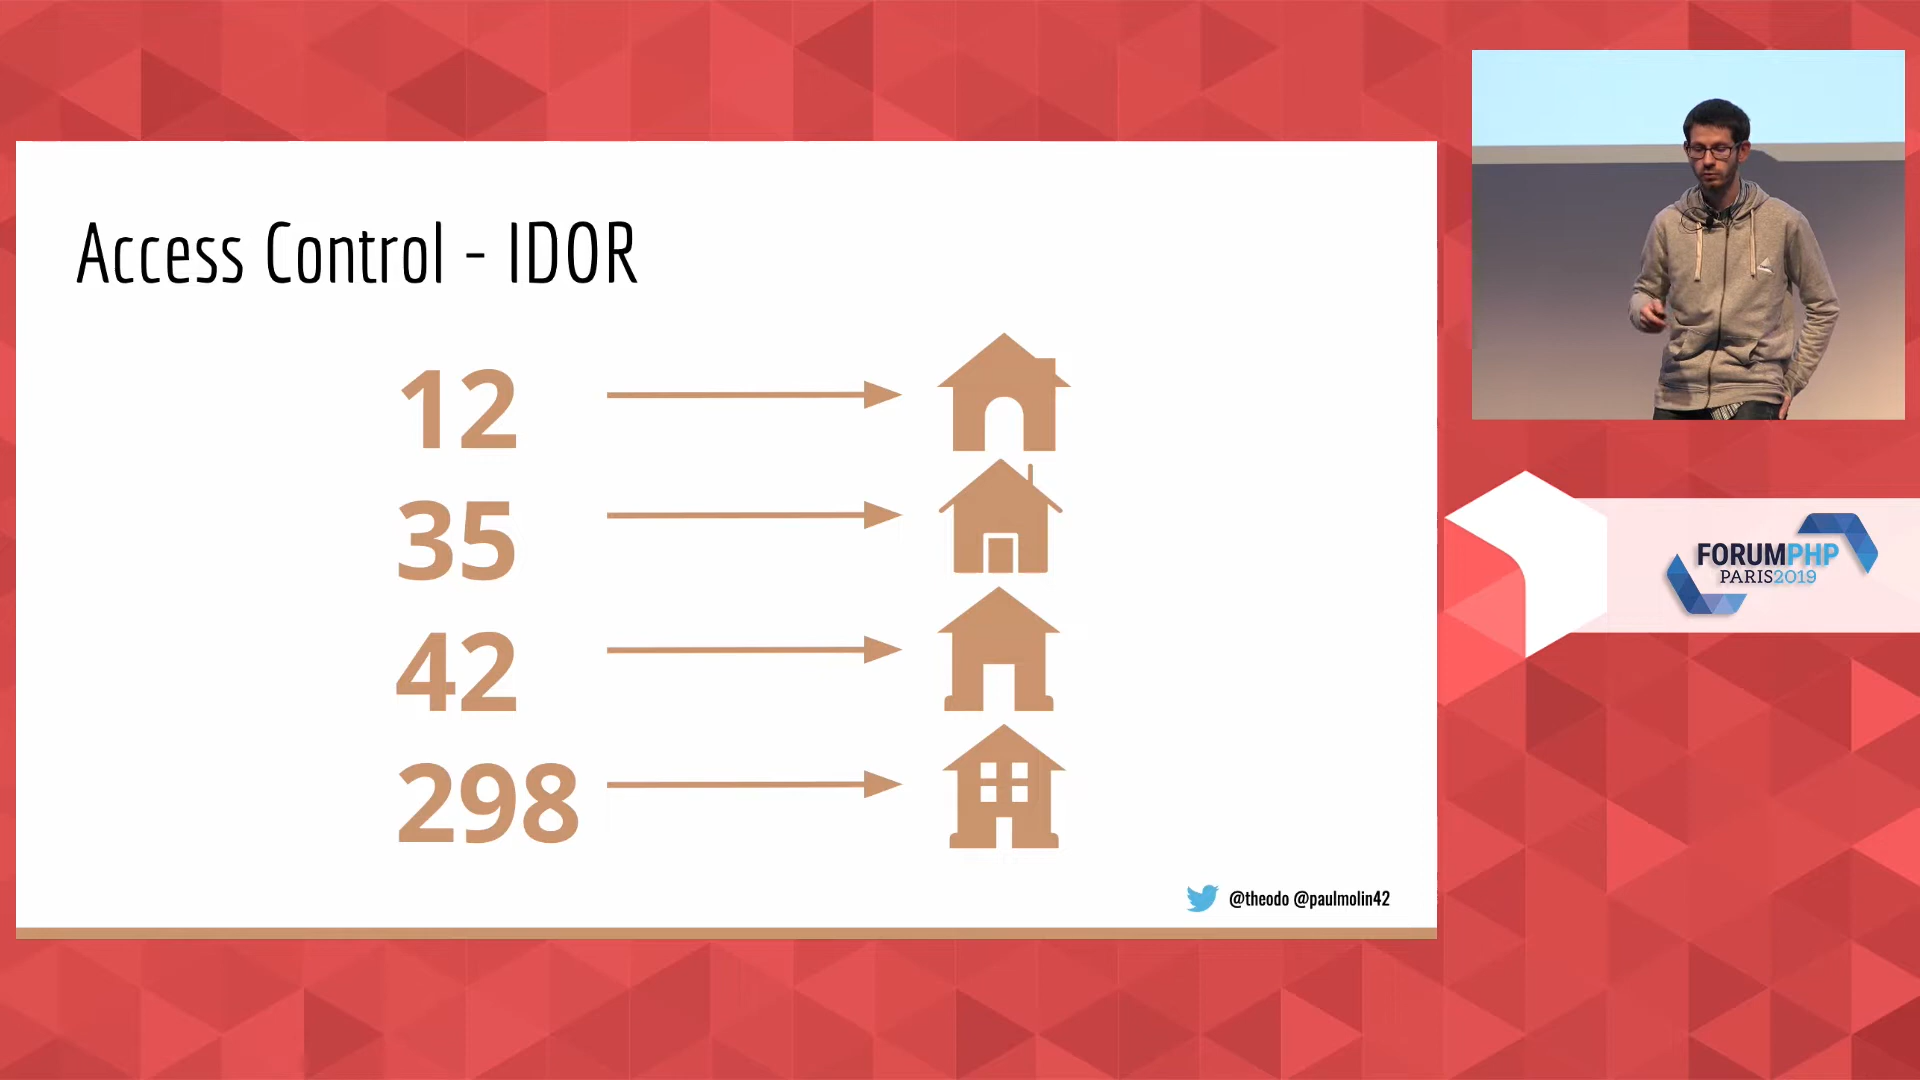 Access Control - IDOR
12
35
42
298
@theodo @paulmolin42
FORUMPHP
PARIS2019